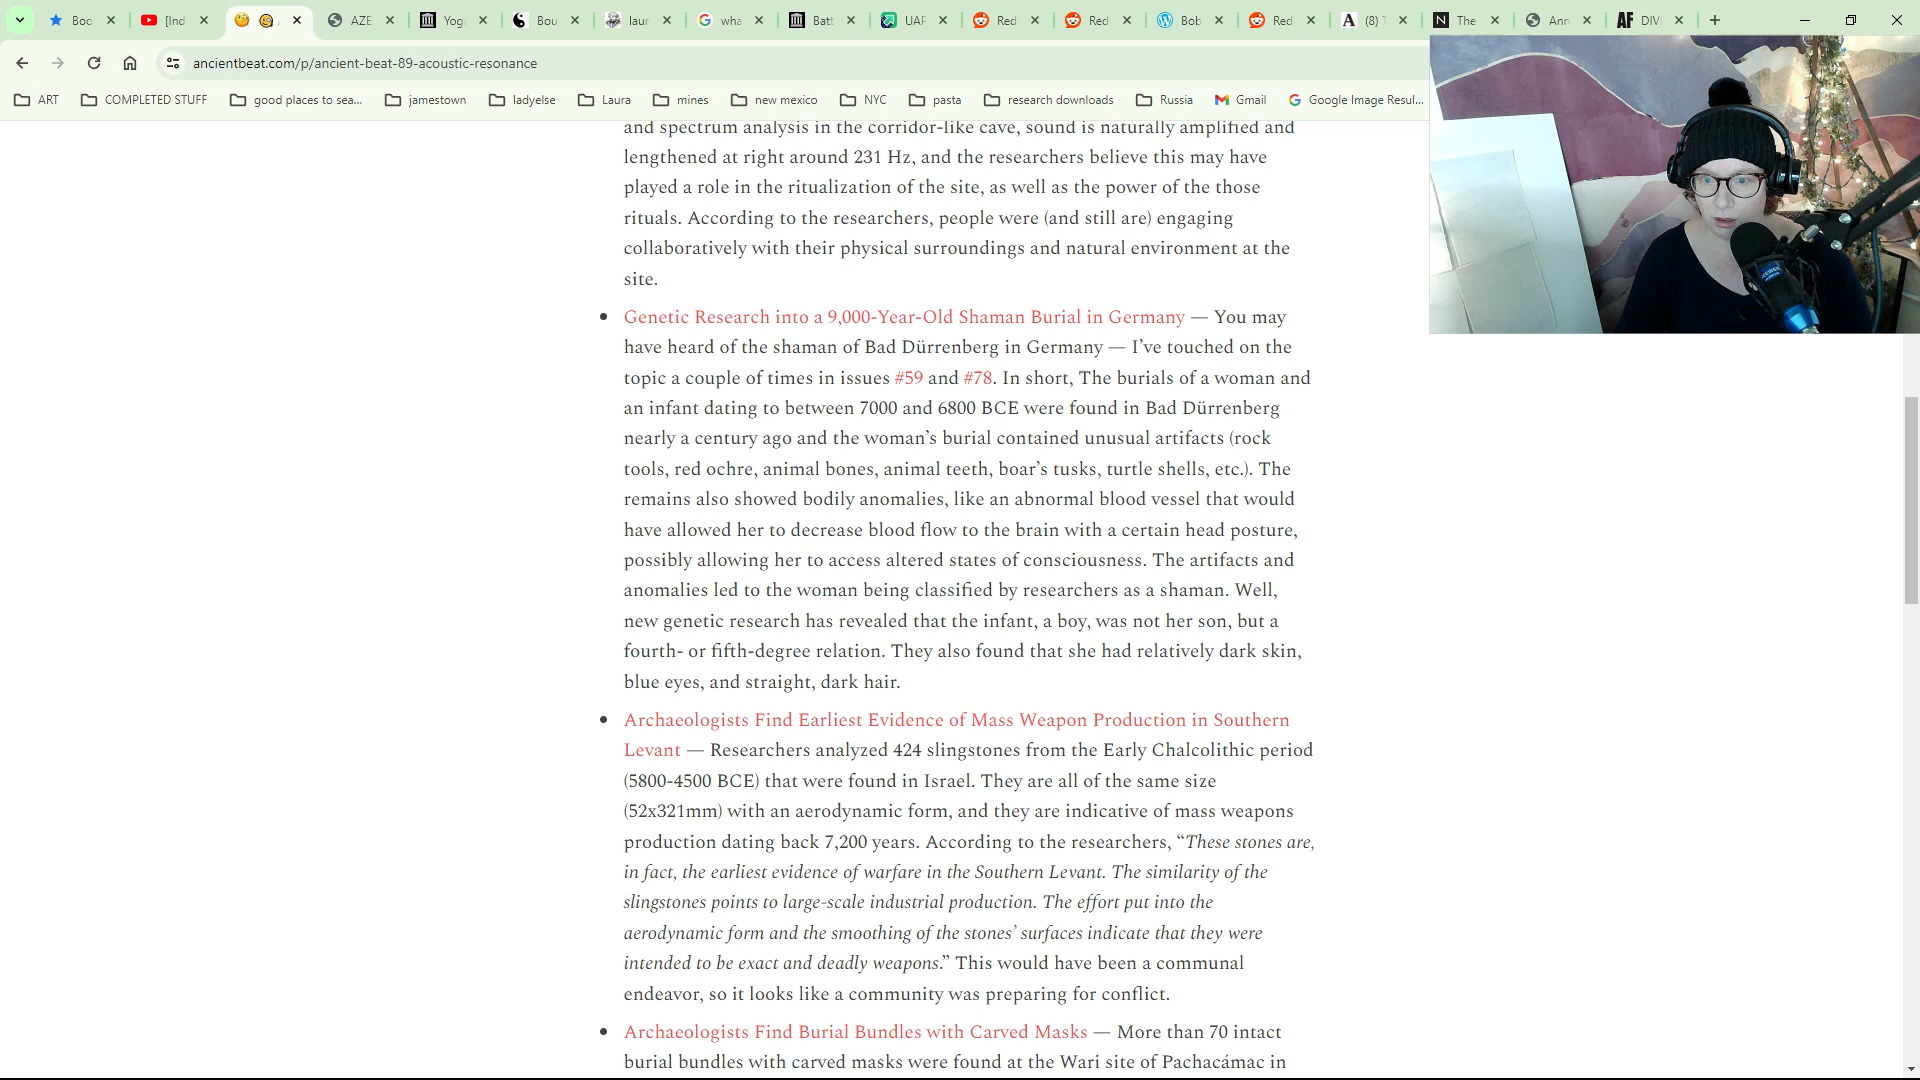 Boo
[Ind
AZE
Yog
Bou
laur
wha
Batt
UAP
Red
Red
Bob
Red
(8) T
The
Ann
DIVI
ancientbeat.com/p/ancient-beat-89-acoustic-resonance
ART
COMPLETED STUFF
good places to sea...
jamestown
ladyelse
Laura
mines
new mexico
NYC
pasta
research downloads
Russia
Gmail
Google Image Resul...
and spectrum analysis in the corridor-like cave, sound is naturally amplified and
lengthened at right around 231 Hz, and the researchers believe this may have
played a role in the ritualization of the site, as well as the power of the those
rituals. According to the researchers, people were (and still are) engaging
collaboratively with their physical surroundings and natural environment at the
site.
Genetic Research into a 9,000-Year-Old Shaman Burial in Germany — You may
have heard of the shaman of Bad Dürrenberg in Germany — I’ve touched on the
topic a couple of times in issues #59 and #78. In short, The burials of a woman and
an infant dating to between 7000 and 6800 BCE were found in Bad Dürrenberg
nearly a century ago and the woman’s burial contained unusual artifacts (rock
tools, red ochre, animal bones, animal teeth, boar’s tusks, turtle shells, etc.). The
remains also showed bodily anomalies, like an abnormal blood vessel that would
have allowed her to decrease blood flow to the brain with a certain head posture,
possibly allowing her to access altered states of consciousness. The artifacts and
anomalies led to the woman being classified by researchers as a shaman. Well,
new genetic research has revealed that the infant, a boy, was not her son, but a
fourth- or fifth-degree relation. They also found that she had relatively dark skin,
blue eyes, and straight, dark hair.
Archaeologists Find Earliest Evidence of Mass Weapon Production in Southern
Levant — Researchers analyzed 424 slingstones from the Early Chalcolithic period
(5800-4500 BCE) that were found in Israel. They are all of the same size
(52x321mm) with an aerodynamic form, and they are indicative of mass weapons
production dating back 7,200 years. According to the researchers, “These stones are,
in fact, the earliest evidence of warfare in the Southern Levant. The similarity of the
slingstones points to large-scale industrial production. The effort put into the
aerodynamic form and the smoothing of the stones’ surfaces indicate that they were
intended to be exact and deadly weapons.” This would have been a communal
endeavor, so it looks like a community was preparing for conflict.
Archaeologists Find Burial Bundles with Carved Masks — More than 70 intact
burial bundles with carved masks were found at the Wari site of Pachacámac in